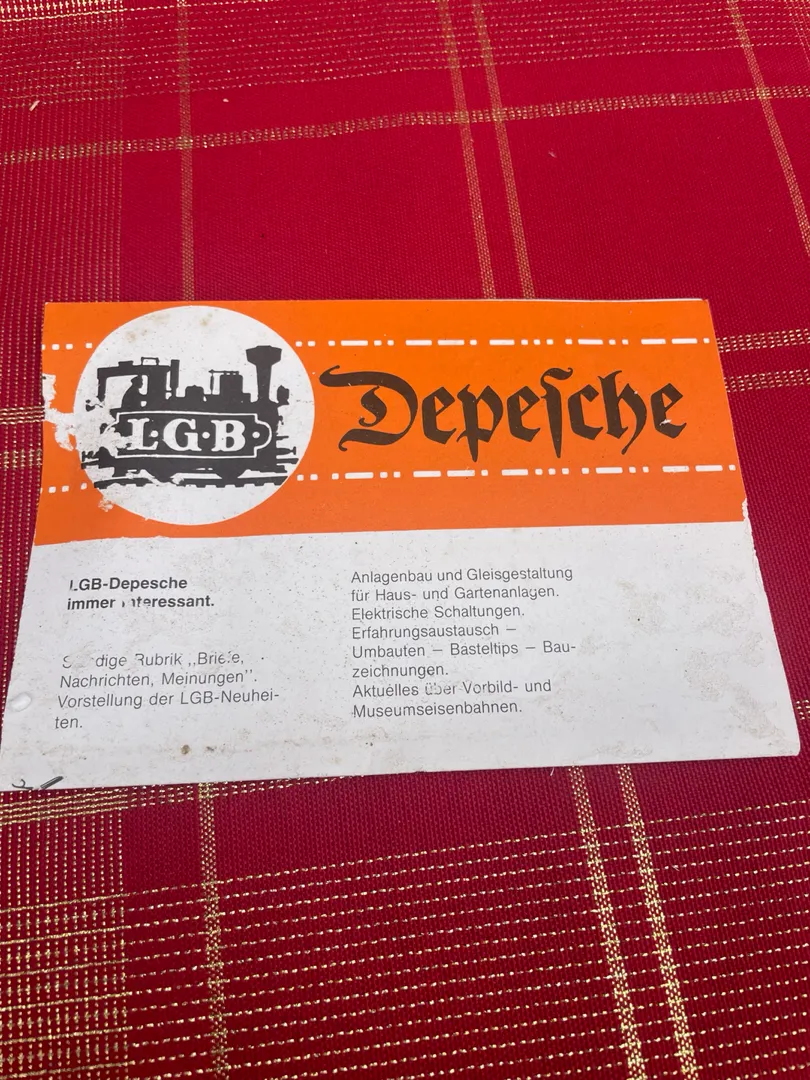 L·G·B·
Depeſche
LGB-Depesche
immer interessant.
Rubrik ,,Briefe,
Nachrichten, Meinungen''.
Vorstellung der LGB-Neuhei-
ten.
Anlagenbau und Gleisgestaltung
für Haus- und Gartenanlagen.
Elektrische Schaltungen.
Erfahrungsaustausch –
Umbauten – Basteltips – Bau-
zeichnungen.
Aktuelles über Vorbild- und
Museumseisenbahnen.